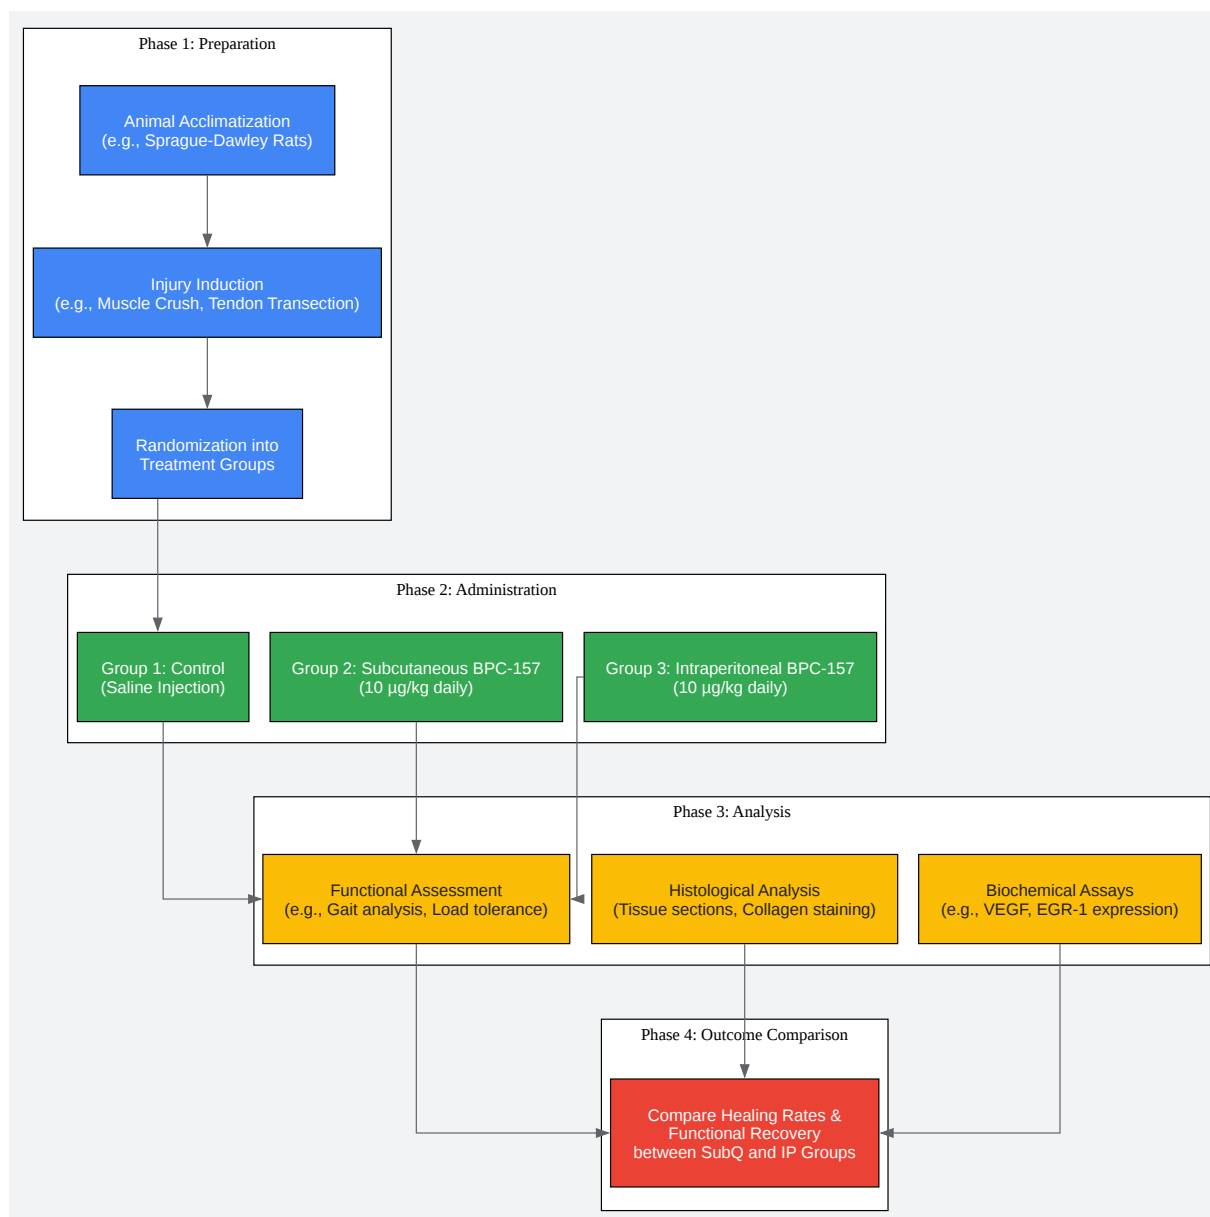 Phase 1: Preparation
Animal Acclimatization
(e.g., Sprague-Dawley Rats)
Injury Induction
(e.g., Muscle Crush, Tendon Transection)
Randomization into
Treatment Groups
Phase 2: Administration
Group 1: Control
(Saline Injection)
Group 2: Subcutaneous BPC-157
(10 µg/kg daily)
Group 3: Intraperitoneal BPC-157
(10 µg/kg daily)
Phase 3: Analysis
Functional Assessment
(e.g., Gait analysis, Load tolerance)
Histological Analysis
(Tissue sections, Collagen staining)
Biochemical Assays
(e.g., VEGF, EGR-1 expression)
Phase 4: Outcome Comparison
Compare Healing Rates &
Functional Recovery
between SubQ and IP Groups